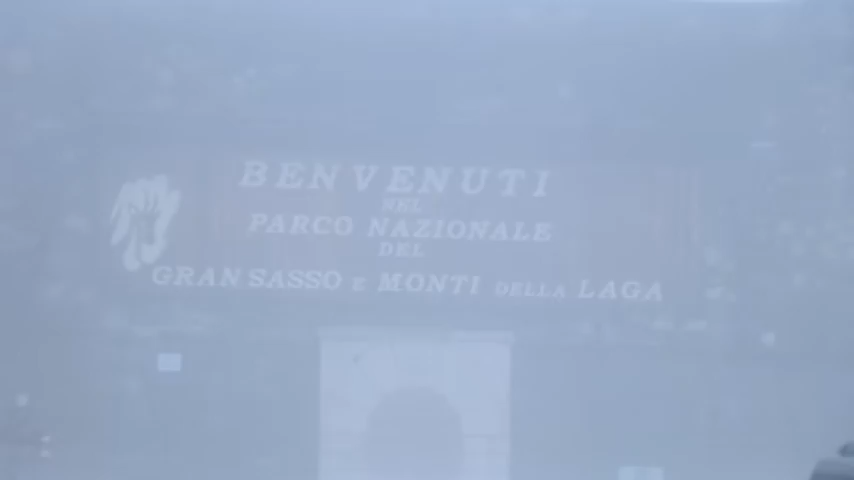 BENVENUTI
NEL
PARCO NAZIONALE
DEL
GRAN SASSO E MONTI DELLA LAGA